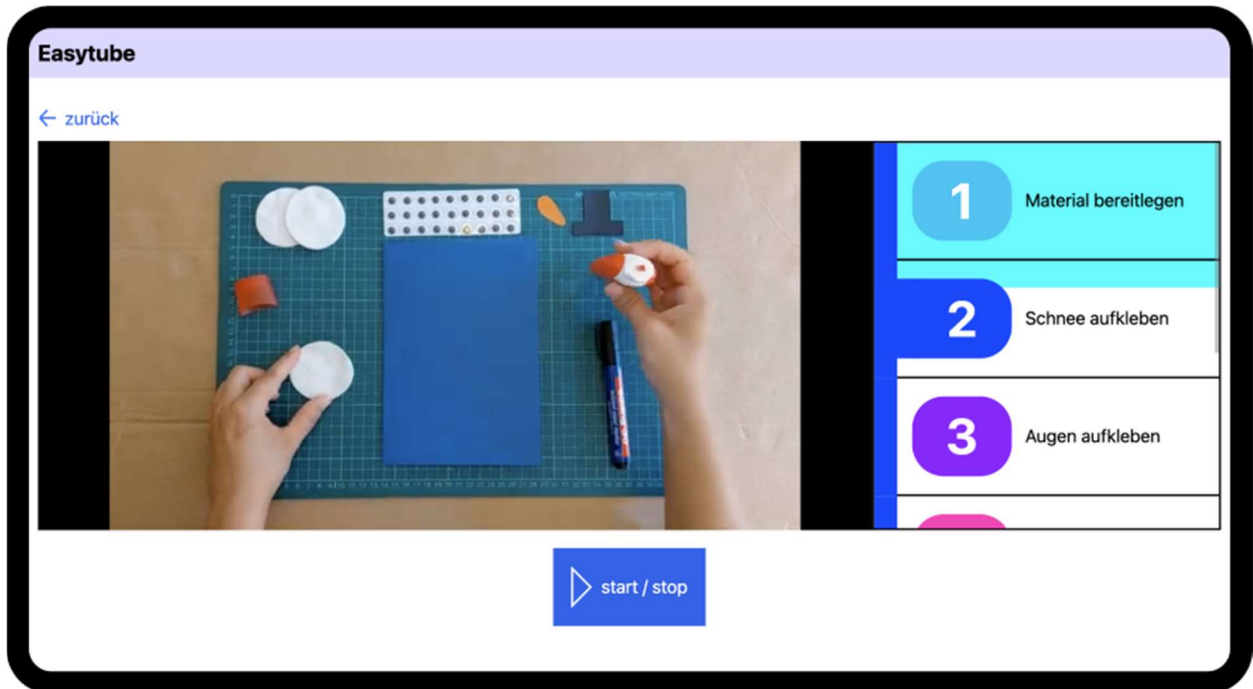 Easytube
← zurück
1 Material bereitlegen
2 Schnee aufkleben
3 Augen aufkleben
start / stop